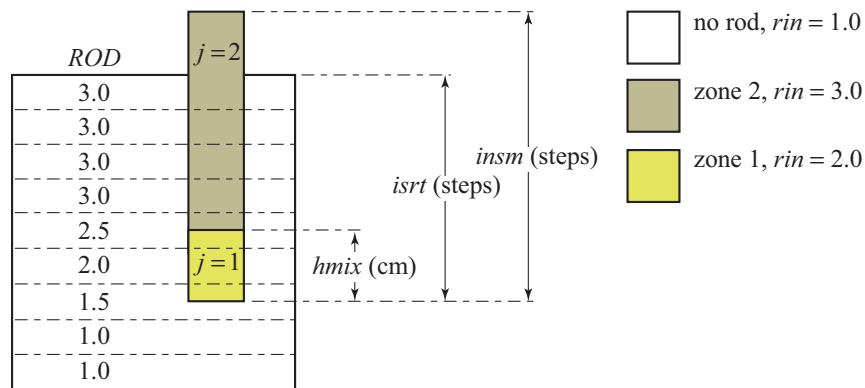 ROD
3.0
3.0
3.0
3.0
2.5
2.0
1.5
1.0
1.0
j = 2
j = 1
hmix (cm)
isrt (steps)
insm (steps)
no rod, rin = 1.0
zone 2, rin = 3.0
zone 1, rin = 2.0